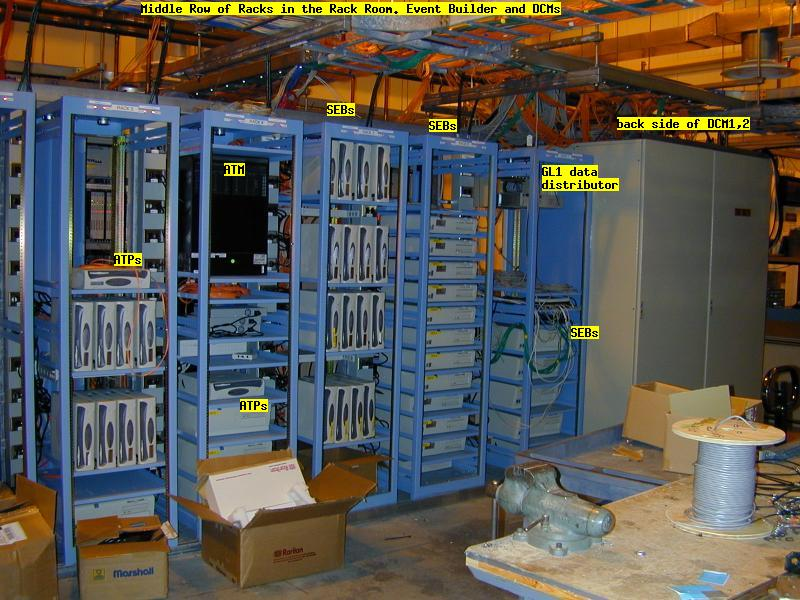 Middle Row of Racks in the Rack Room. Event Builder and DCMs
SEBs
SEBs
back side of DCM1,2
ATM
GL1 data
distributor
ATPs
SEBs
ATPs
Raritan
Marshall